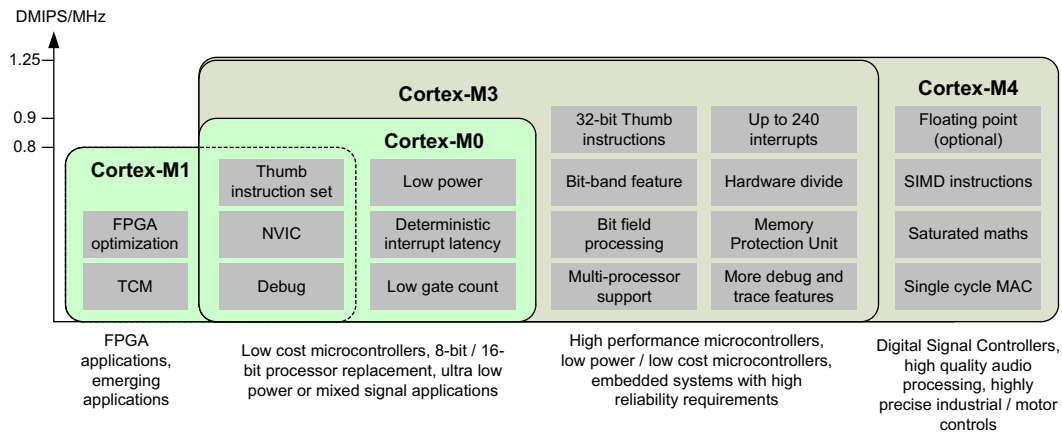 DMIPS/MHz
1.25
0.9
0.8
Cortex-M1
FPGA
optimization
TCM
Thumb
instruction set
NVIC
Debug
Cortex-M0
Low power
Deterministic
interrupt latency
Low gate count
Cortex-M3
32-bit Thumb
instructions
Bit-band feature
Bit field
processing
Multi-processor
support
Up to 240
interrupts
Hardware divide
Memory
Protection Unit
More debug and
trace features
Cortex-M4
Floating point
(optional)
SIMD instructions
Saturated maths
Single cycle MAC
FPGA
applications,
emerging
applications
Low cost microcontrollers, 8-bit / 16-
bit processor replacement, ultra low
power or mixed signal applications
High performance microcontrollers,
low power / low cost microcontrollers,
embedded systems with high
reliability requirements
Digital Signal Controllers,
high quality audio
processing, highly
precise industrial / motor
controls